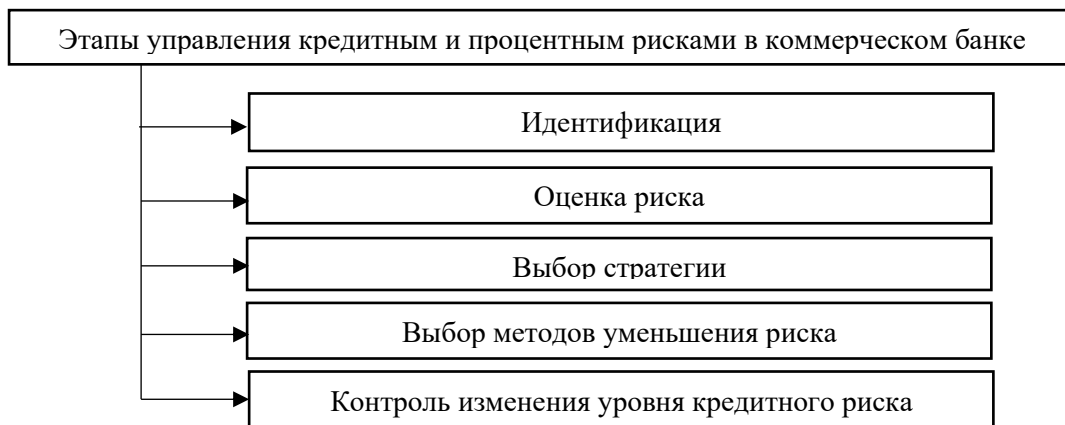 Этапы управления кредитным и процентным рисками в коммерческом банке
Идентификация
Оценка риска
Выбор стратегии
Выбор методов уменьшения риска
Контроль изменения уровня кредитного риска